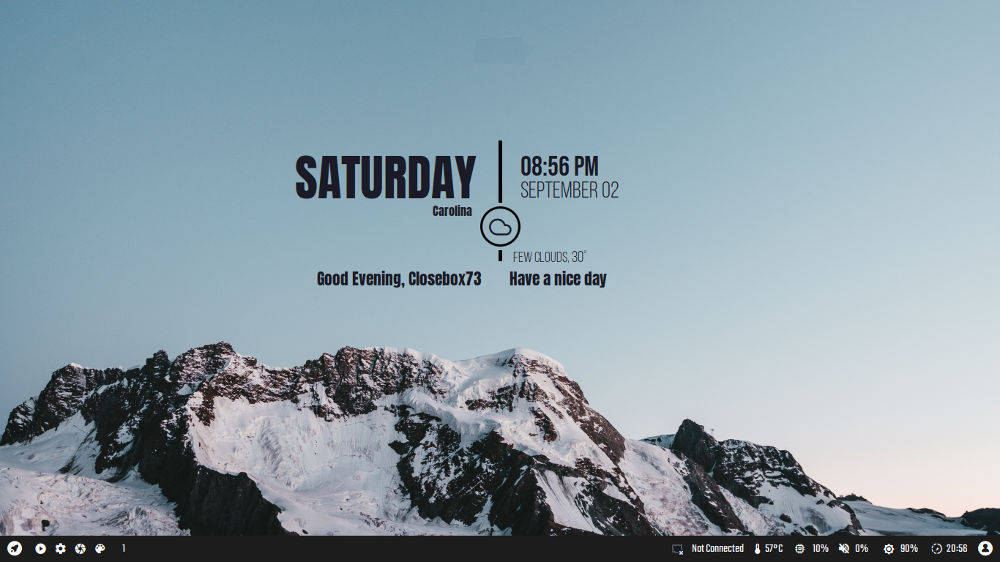 SATURDAY
Carolina
08:56 PM
SEPTEMBER 02
FEW CLOUDS, 30°
Good Evening, Closebox73
Have a nice day
1
Not Connected
57°C
10%
0%
90%
20:56